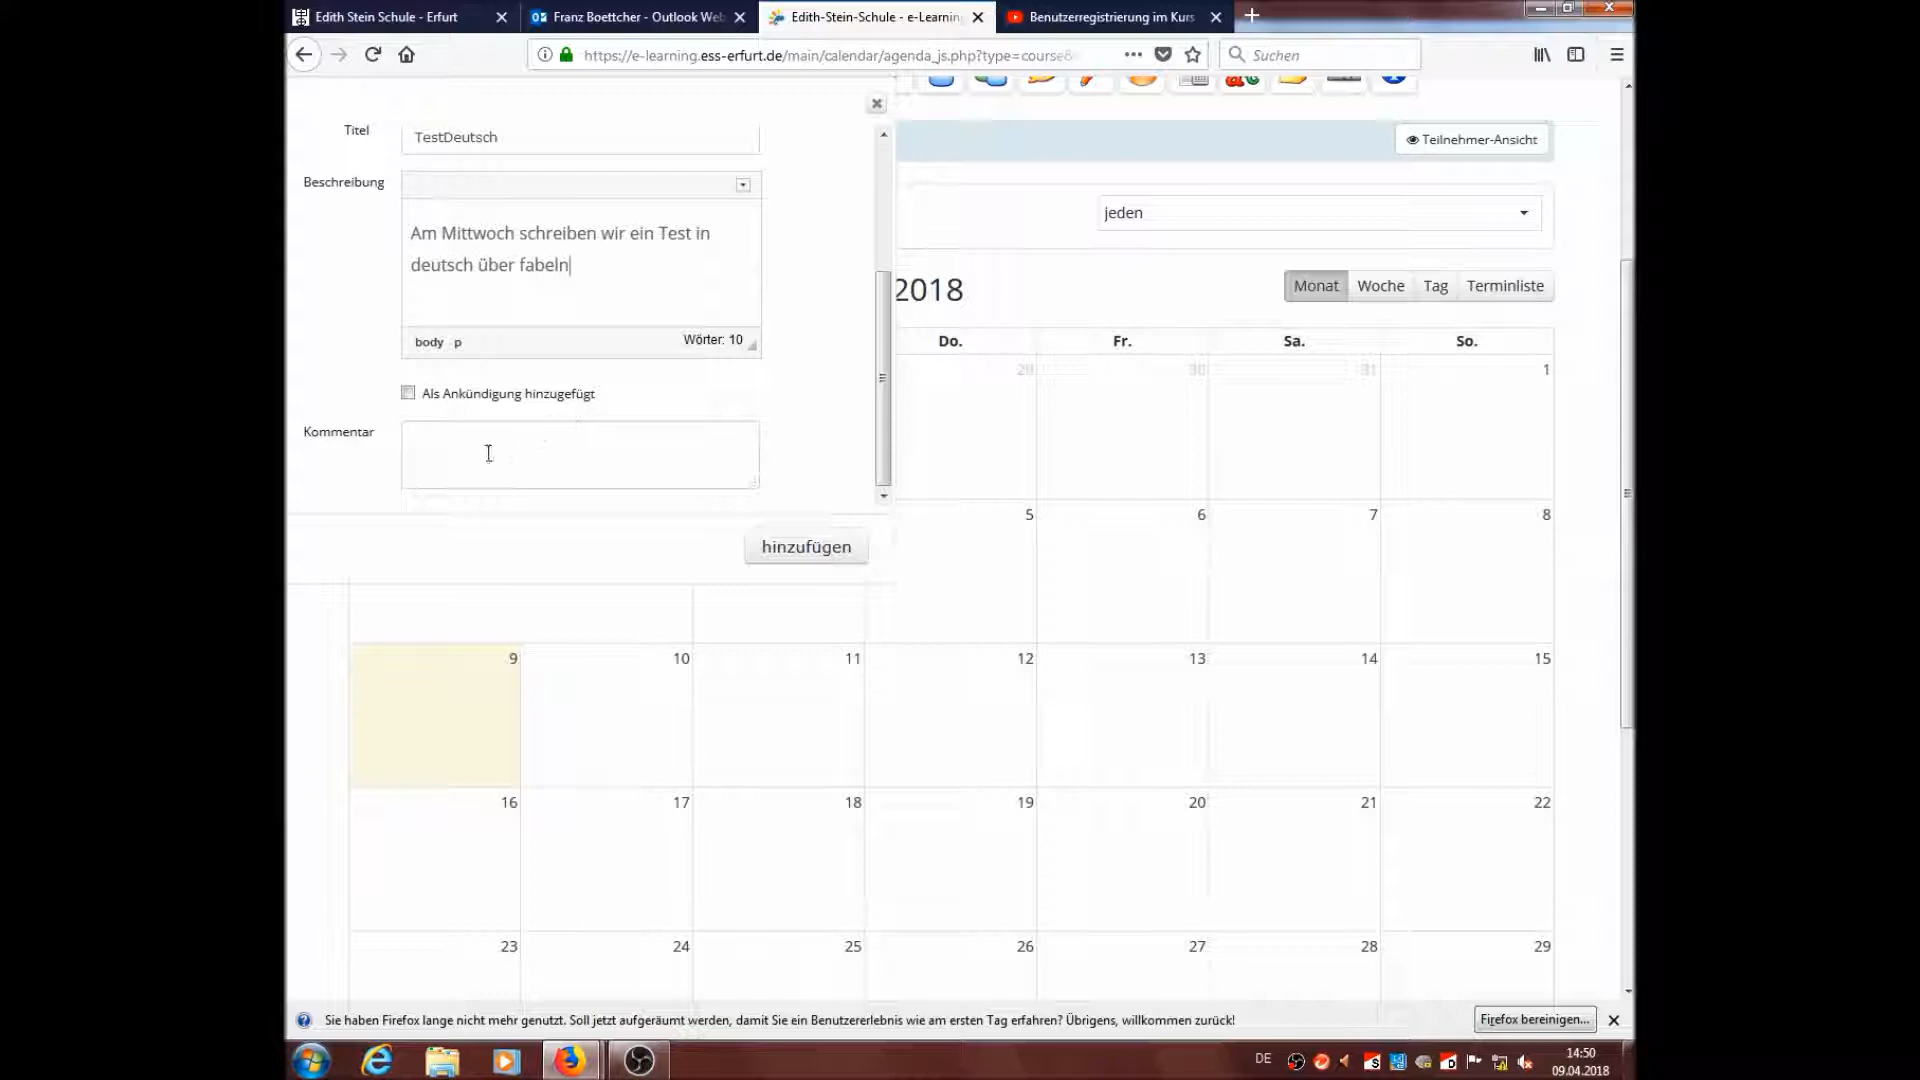 Edith Stein Schule - Erfurt
Franz Boettcher - Outlook Web
Edith-Stein-Schule - e-Learning
Benutzerregistrierung im Kurs
https://e-learning.ess-erfurt.de/main/calendar/agenda_js.php?type=course&
Suchen
Titel
TestDeutsch
Teilnehmer-Ansicht
Beschreibung
Am Mittwoch schreiben wir ein Test in
deutsch über fabeln
jeden
2018
Monat Woche Tag Terminliste
body p
Wörter: 10
Do. Fr. Sa. So.
29 30 31 1
Als Ankündigung hinzugefügt
Kommentar
5 6 7 8
hinzufügen
9 10 11 12 13 14 15
16 17 18 19 20 21 22
23 24 25 26 27 28 29
Sie haben Firefox lange nicht mehr genutzt. Soll jetzt aufgeräumt werden, damit Sie ein Benutzererlebnis wie am ersten Tag erfahren? Übrigens, willkommen zurück!
Firefox bereinigen...
DE
14:50
09.04.2018